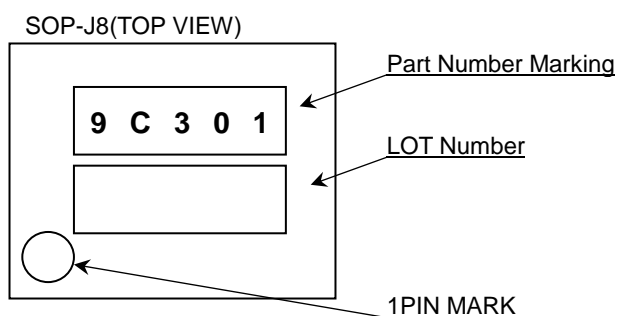 SOP-J8(TOP VIEW)
Part Number Marking
9 C 3 0 1
LOT Number
1PIN MARK